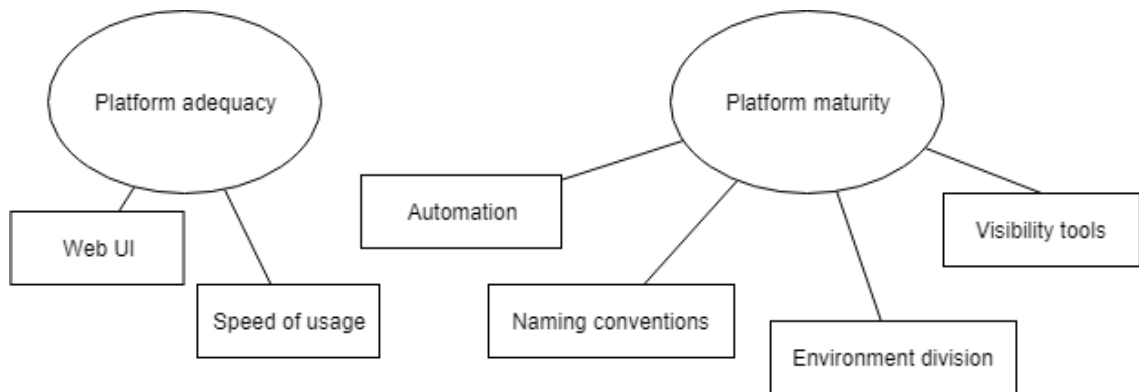 Platform adequacy
Platform maturity
Automation
Web UI
Visibility tools
Speed of usage
Naming conventions
Environment division